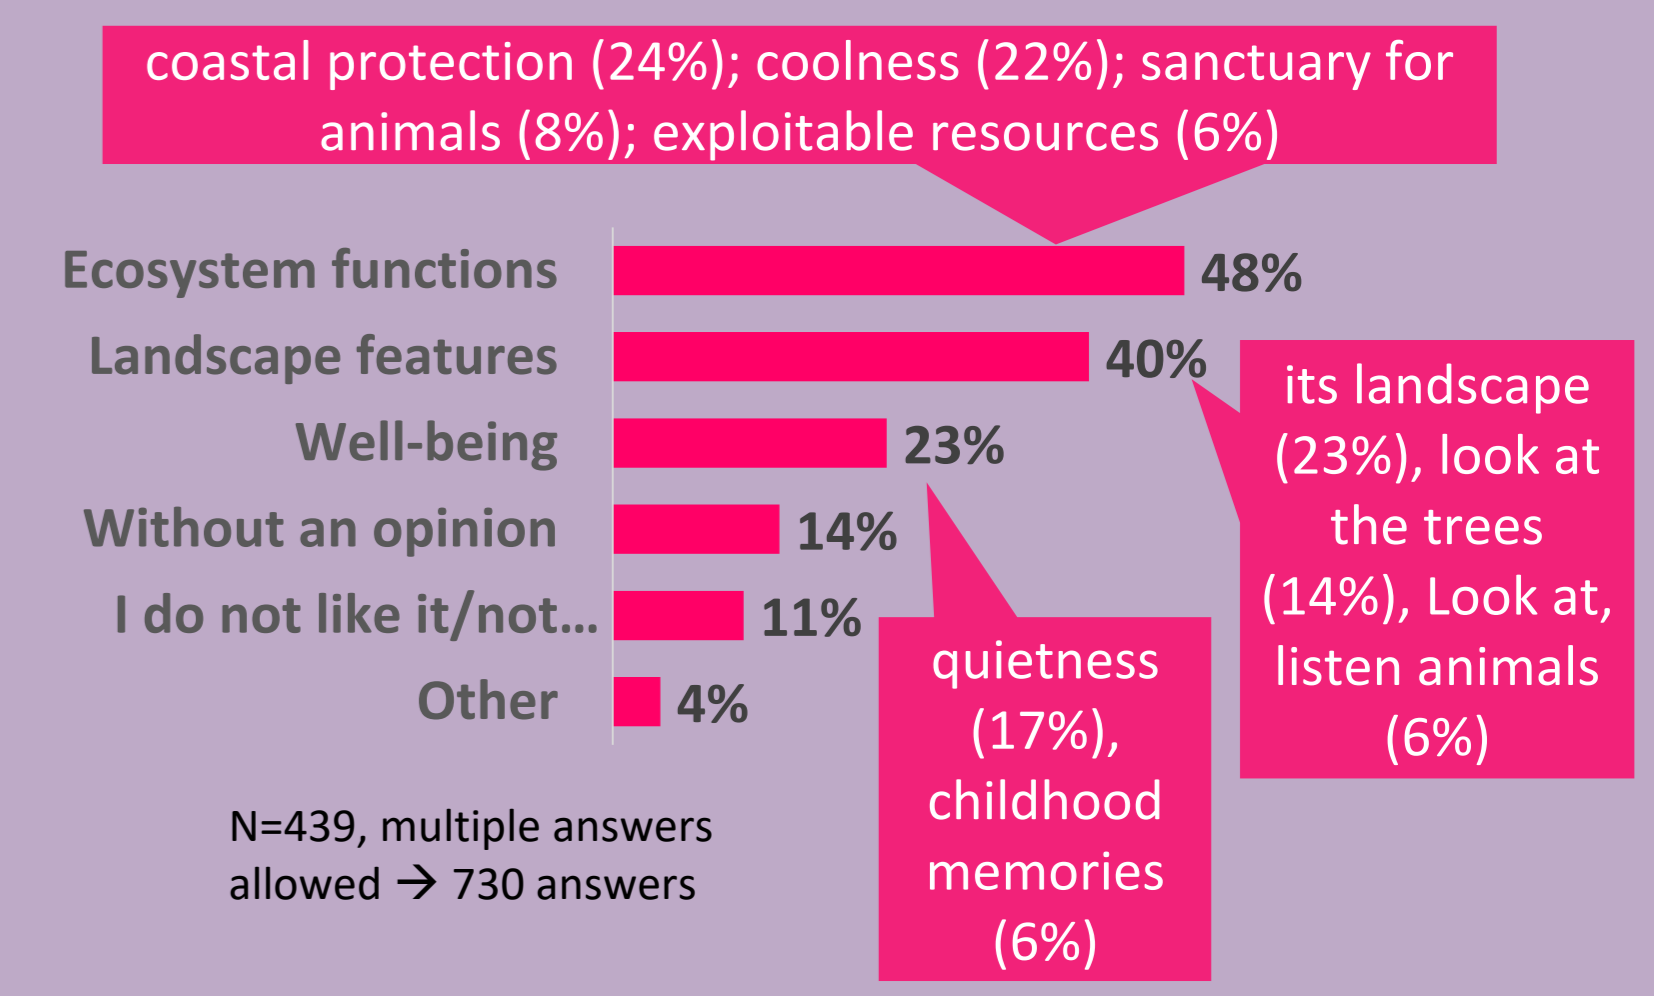 coastal protection (24%); coolness (22%); sanctuary for
animals (8%); exploitable resources (6%)
Ecosystem functions 48%
Landscape features 40%
Well-being 23%
Without an opinion 14%
I do not like it/not... 11%
Other 4%
its landscape
(23%), look at
the trees
(14%), Look at,
listen animals
(6%)
quietness
(17%),
childhood
memories
(6%)
N=439, multiple answers
allowed → 730 answers